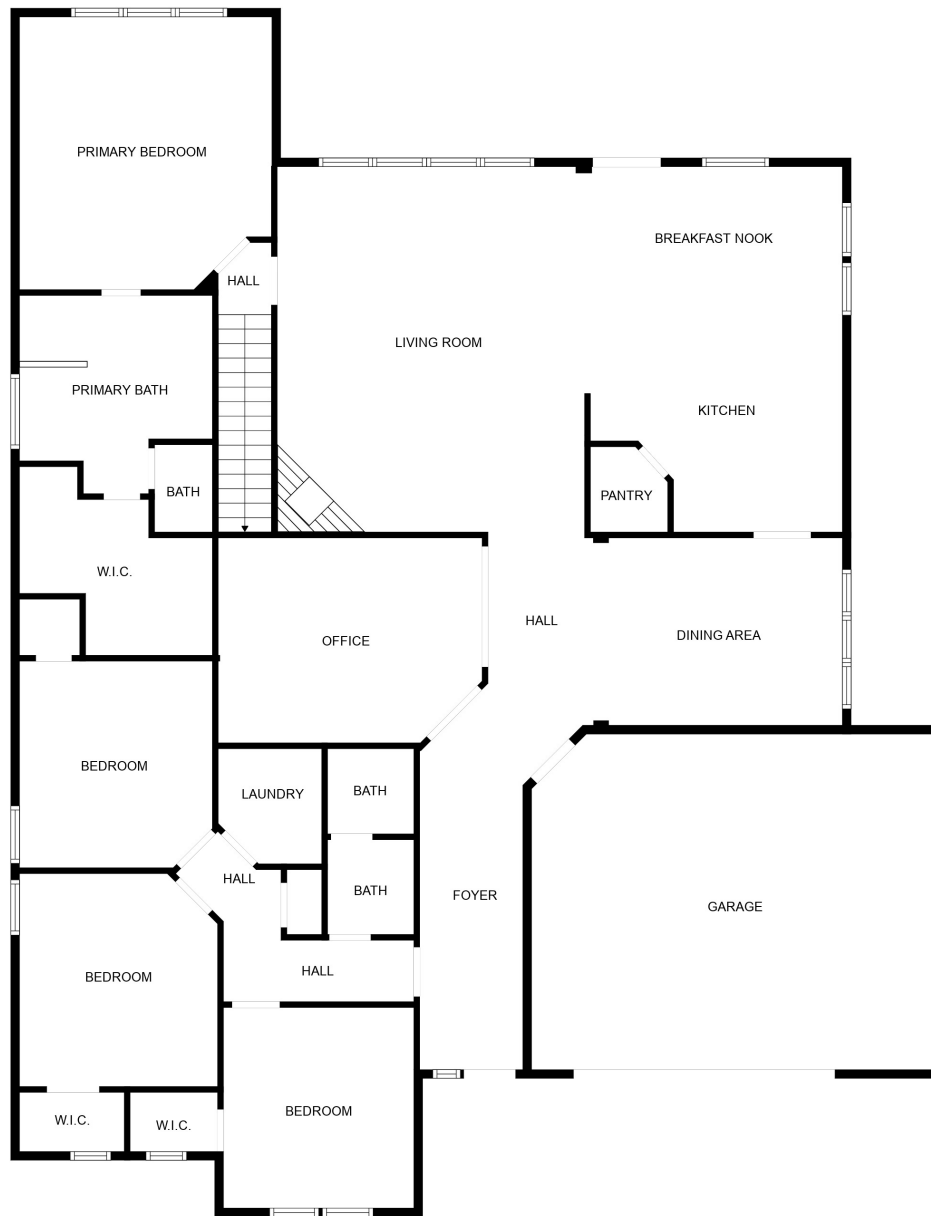 PRIMARY BEDROOM
BREAKFAST NOOK
HALL
LIVING ROOM
PRIMARY BATH
KITCHEN
BATH
PANTRY
W.I.C.
HALL
DINING AREA
OFFICE
BEDROOM
LAUNDRY
BATH
HALL
BATH
FOYER
GARAGE
HALL
BEDROOM
W.I.C.
W.I.C.
BEDROOM